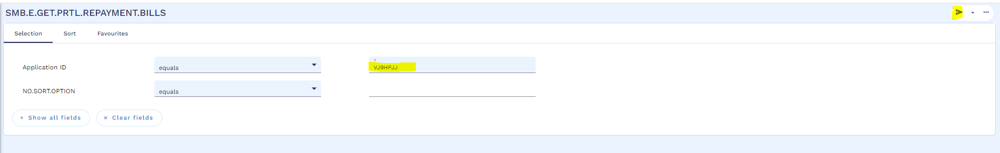 SMB.E.GET.PRTL.REPAYMENT.BILLS
Selection Sort Favourites
Application ID equals * VJ9HPJJ
NO.SORT.OPTION equals
+ Show all fields × Clear fields